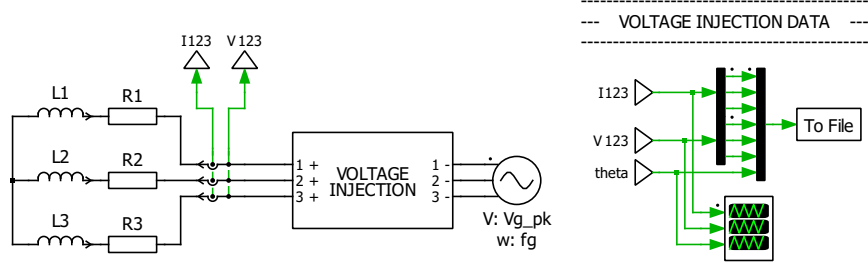 VOLTAGE INJECTION DATA
I123
V123
L1
R1
L2
R2
L3
R3
1 +
2 +
3 +
VOLTAGE
INJECTION
1 -
2 -
3 -
V: Vg_pk
w: fg
I123
V123
theta
To File